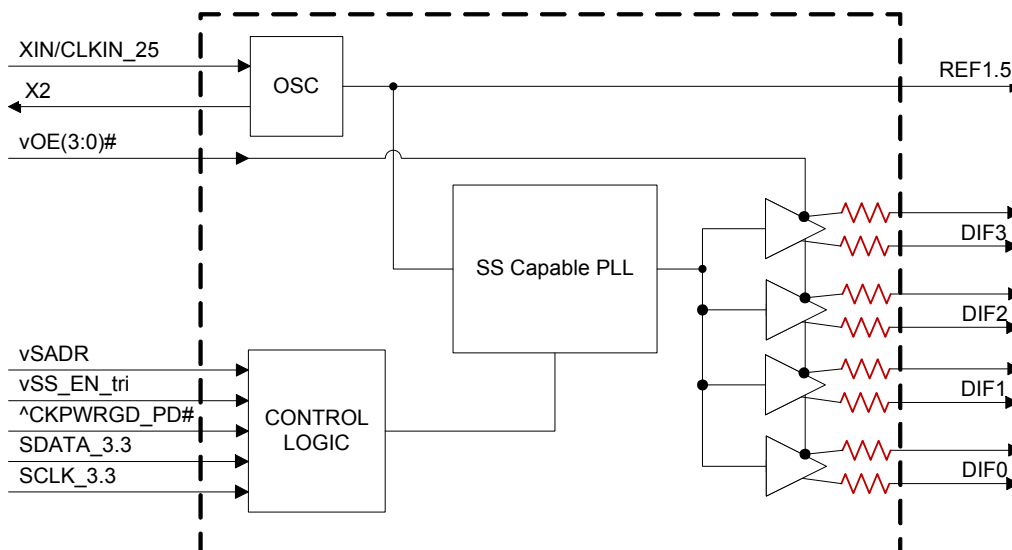 XIN/CLKIN_25
X2
vOE(3:0)#
OSC
REF1.5
SS Capable PLL
DIF3
DIF2
DIF1
DIF0
vSADR
vSS_EN_tri
^CKPWRGD_PD#
SDATA_3.3
SCLK_3.3
CONTROL
LOGIC